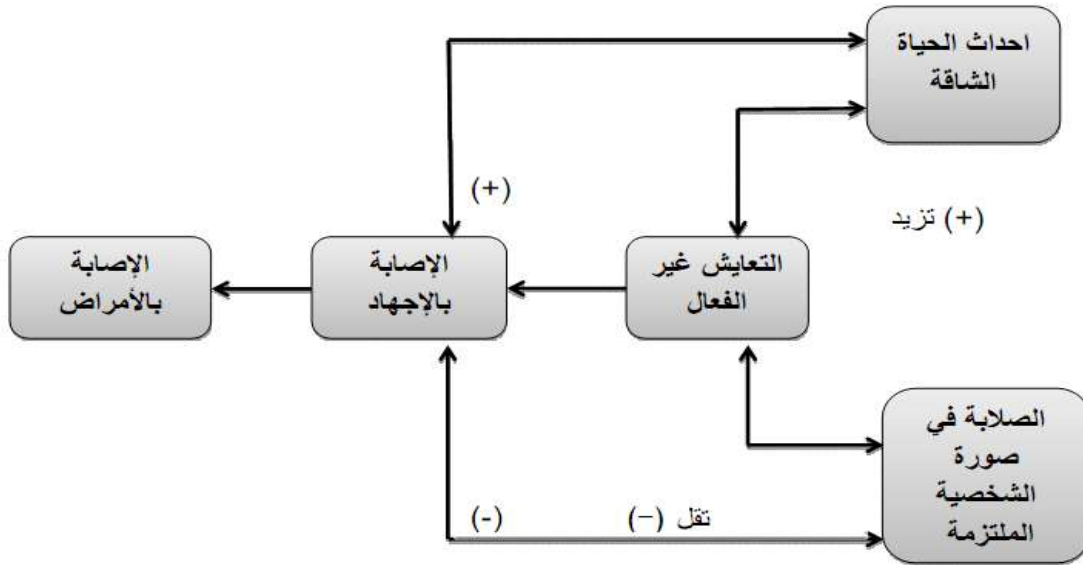 احداث الحياة
الشاقة
(+)
(+) تزيد
التعايش غير
الفعال
الإصابة
بالإجهاد
الإصابة
بالأمراض
الصلابة في
صورة
الشخصية
الملتزمة
تقل (-)
(-)